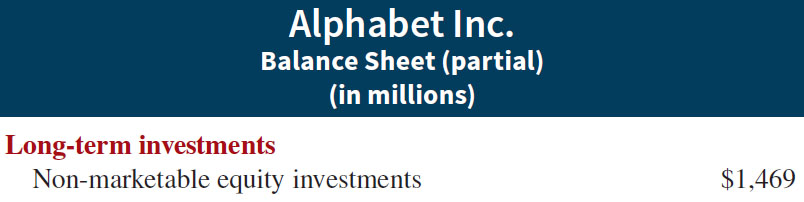 Alphabet Inc.
Balance Sheet (partial)
(in millions)
Long-term investments
Non-marketable equity investments $1,469